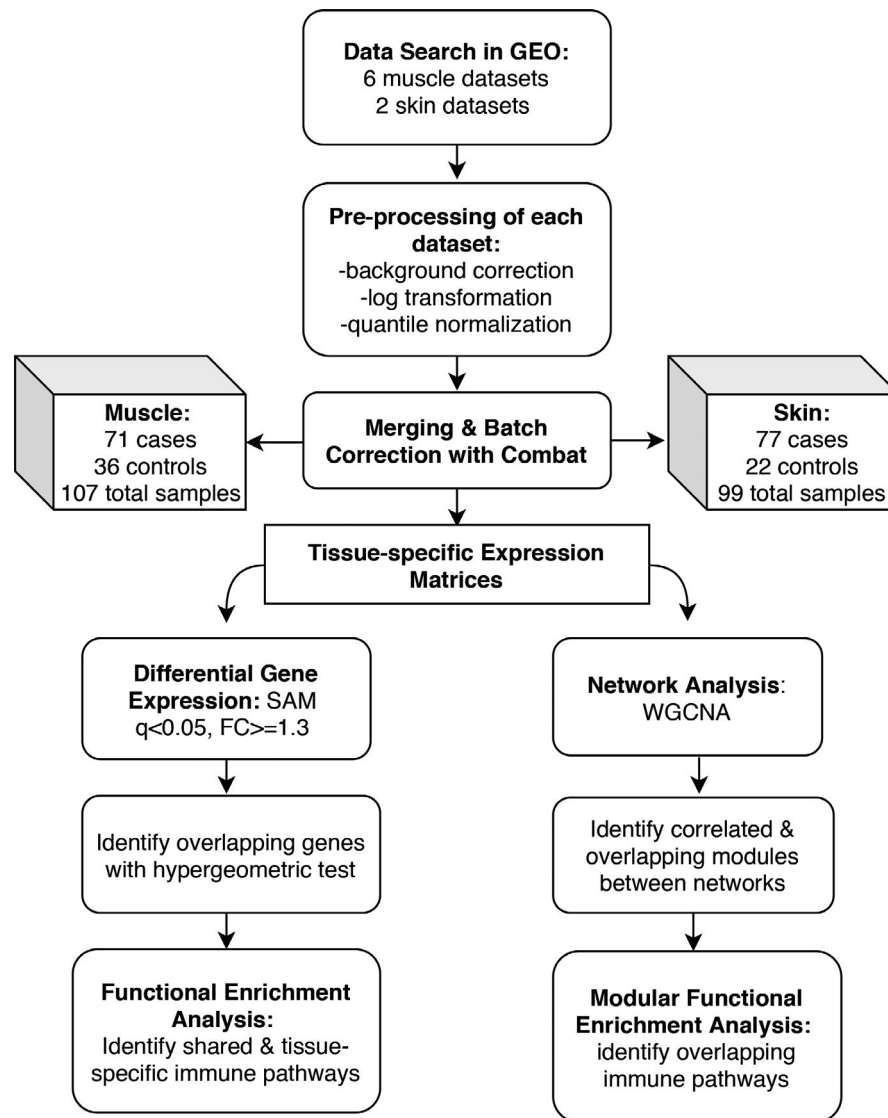 Data Search in GEO:
6 muscle datasets
2 skin datasets
Pre-processing of each
dataset:
-background correction
-log transformation
-quantile normalization
Muscle:
71 cases
36 controls
107 total samples
Merging & Batch
Correction with Combat
Skin:
77 cases
22 controls
99 total samples
Tissue-specific Expression
Matrices
Differential Gene
Expression: SAM
q<0.05, FC>=1.3
Network Analysis:
WGCNA
Identify overlapping genes
with hypergeometric test
Identify correlated &
overlapping modules
between networks
Functional Enrichment
Analysis:
Identify shared & tissue-
specific immune pathways
Modular Functional
Enrichment Analysis:
identify overlapping
immune pathways